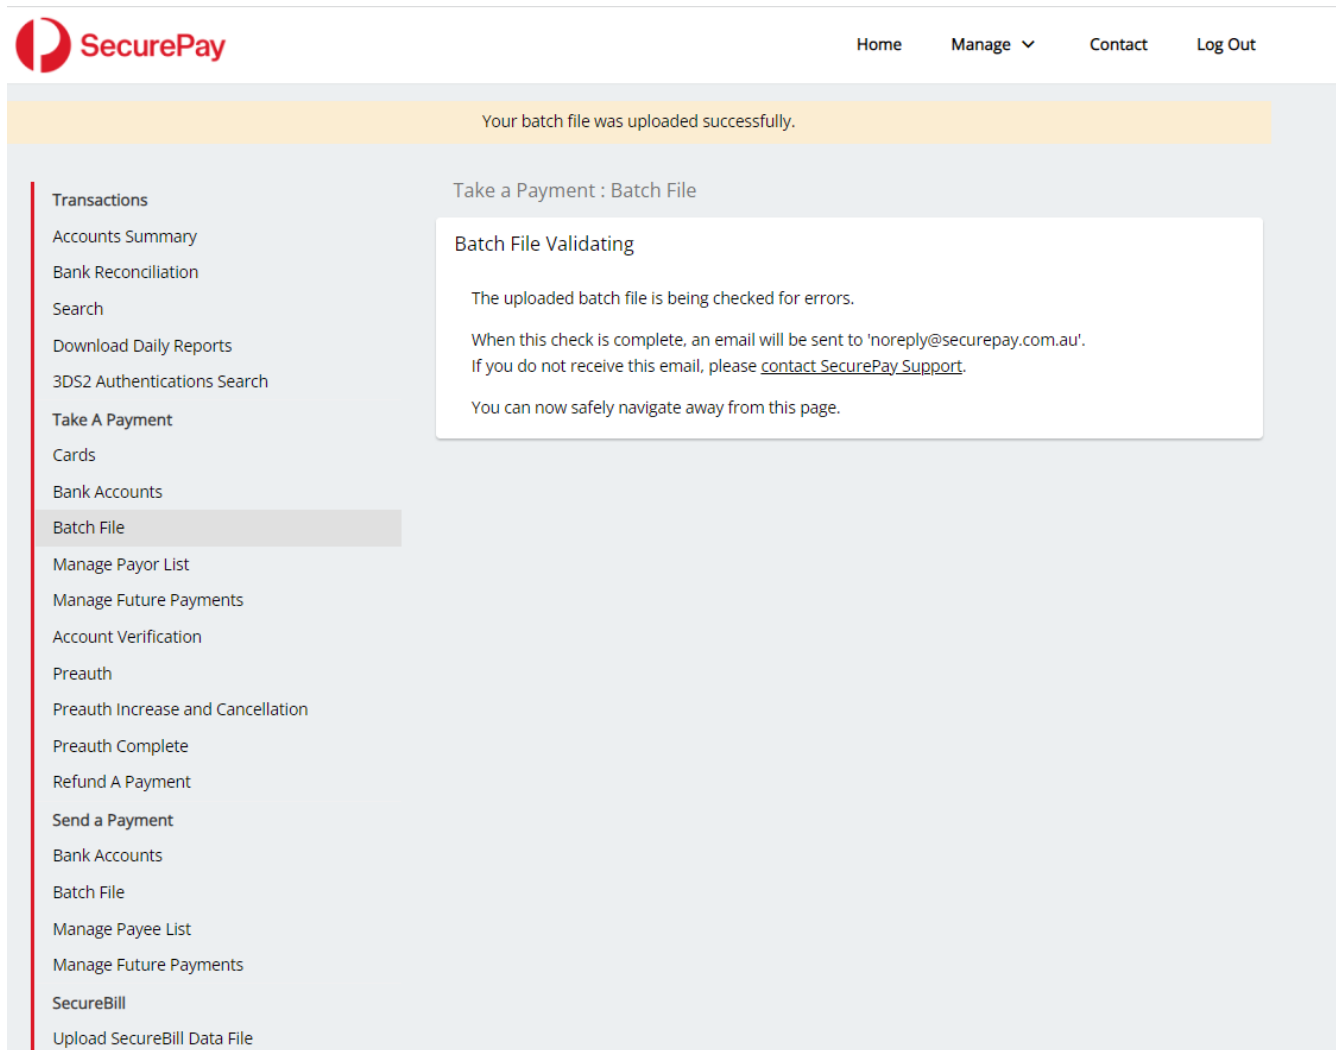 SecurePay
Home
Manage
Contact
Log Out
Your batch file was uploaded successfully.
Transactions
Accounts Summary
Bank Reconciliation
Search
Download Daily Reports
3DS2 Authentications Search
Take A Payment
Cards
Bank Accounts
Batch File
Manage Payor List
Manage Future Payments
Account Verification
Preauth
Preauth Increase and Cancellation
Preauth Complete
Refund A Payment
Send a Payment
Bank Accounts
Batch File
Manage Payee List
Manage Future Payments
SecureBill
Upload SecureBill Data File
Take a Payment : Batch File
Batch File Validating
The uploaded batch file is being checked for errors.
When this check is complete, an email will be sent to 'noreply@securepay.com.au'.
If you do not receive this email, please contact SecurePay Support.
You can now safely navigate away from this page.